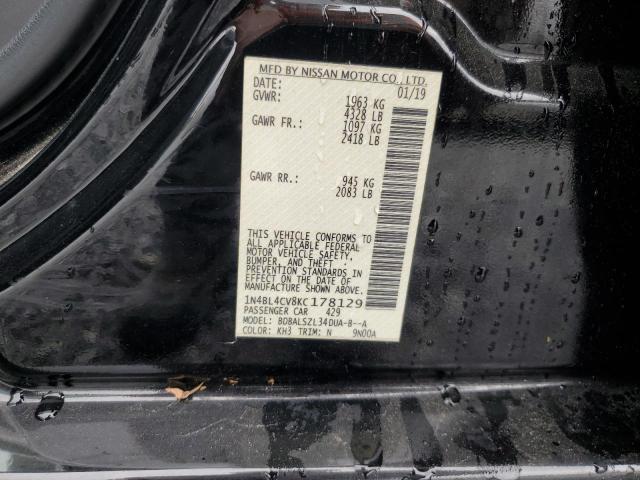 MFD BY NISSAN MOTOR CO., LTD.
DATE: 01/19
GVWR: 1963 KG
4328 LB
GAWR FR.: 1097 KG
2418 LB
GAWR RR.: 945 KG
2083 LB
THIS VEHICLE CONFORMS TO
ALL APPLICABLE FEDERAL
MOTOR VEHICLE SAFETY,
BUMPER, AND THEFT
PREVENTION STANDARDS IN
EFFECT ON THE DATE OF
MANUFACTURE SHOWN ABOVE.
1N4BL4CV8KC178129
PASSENGER CAR 429
MODEL: BDBALSZL34DUA-B--A
COLOR: KH3 TRIM: N 9N00A